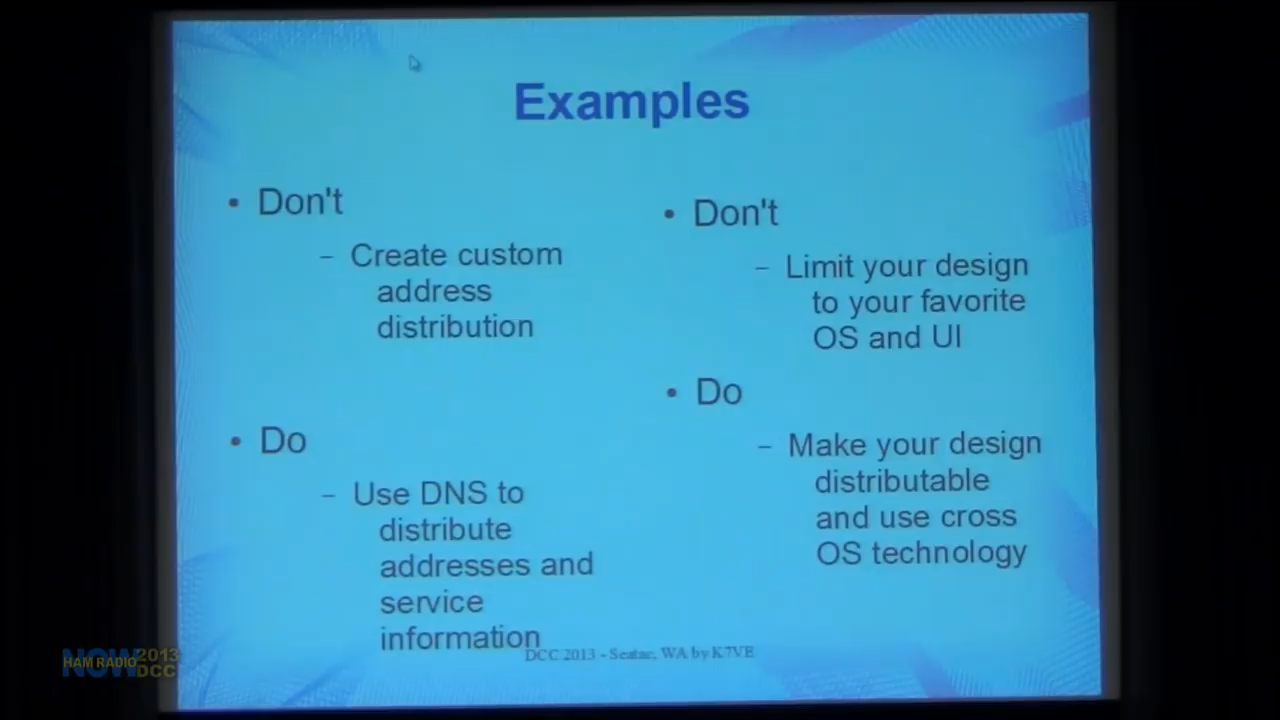 Examples
• Don't
– Create custom
address
distribution
• Do
– Use DNS to
distribute
addresses and
service
information
• Don't
– Limit your design
to your favorite
OS and UI
• Do
– Make your design
distributable
and use cross
OS technology
DCC 2013 - Seatac, WA by K7VE
HAM RADIO NOW 2013 DCC